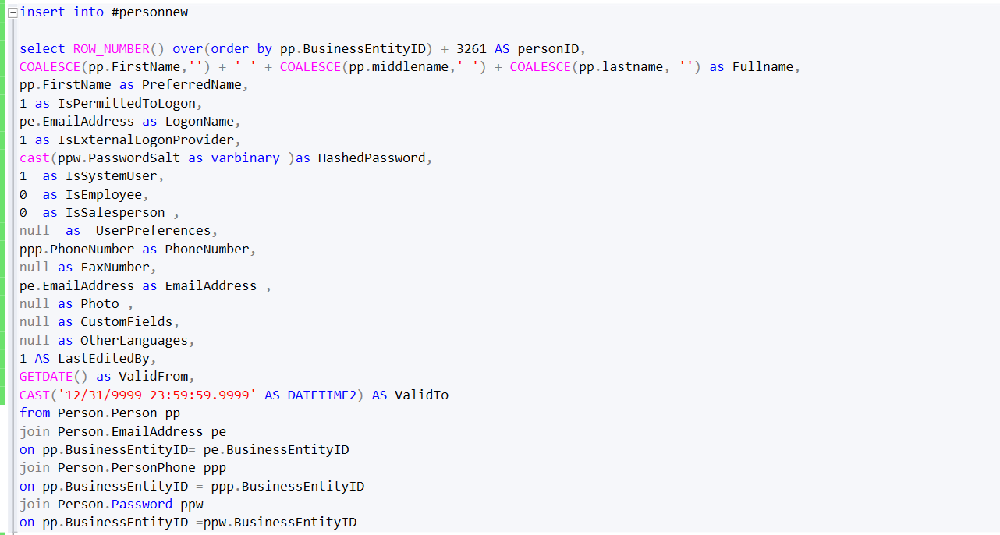 insert into #personnew
select ROW_NUMBER() over(order by pp.BusinessEntityID) + 3261 AS personID,
COALESCE(pp.FirstName,'') + ' ' + COALESCE(pp.middlename,' ') + COALESCE(pp.lastname, '') as Fullname,
pp.FirstName as PreferredName,
1 as IsPermittedToLogon,
pe.EmailAddress as LogonName,
1 as IsExternalLogonProvider,
cast(ppw.PasswordSalt as varbinary )as HashedPassword,
1  as IsSystemUser,
0  as IsEmployee,
0  as IsSalesperson ,
null  as  UserPreferences,
ppp.PhoneNumber as PhoneNumber,
null as FaxNumber,
pe.EmailAddress as EmailAddress ,
null as Photo ,
null as CustomFields,
null as OtherLanguages,
1 AS LastEditedBy,
GETDATE() as ValidFrom,
CAST('12/31/9999 23:59:59.9999' AS DATETIME2) AS ValidTo
from Person.Person pp
join Person.EmailAddress pe
on pp.BusinessEntityID= pe.BusinessEntityID
join Person.PersonPhone ppp
on pp.BusinessEntityID = ppp.BusinessEntityID
join Person.Password ppw
on pp.BusinessEntityID =ppw.BusinessEntityID